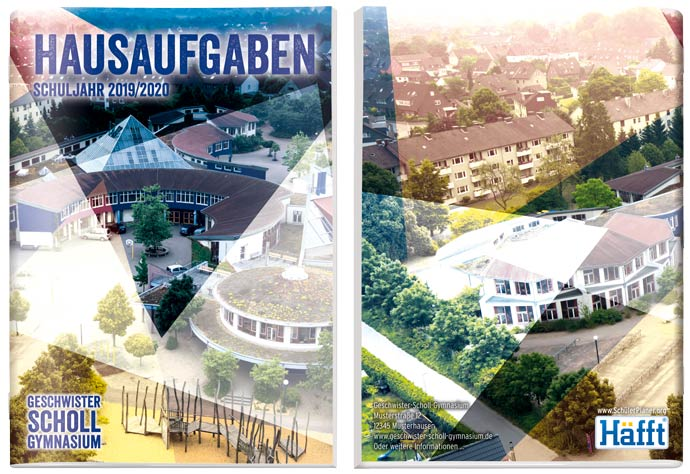 HAUSAUFGABEN
SCHULJAHR 2019/2020
GESCHWISTER
SCHOLL
GYMNASIUM
Geschwister-Scholl-Gymnasium
Musterstraße 12
12345 Musterhausen
www.geschwister-scholl-gymnasium.de
Oder weitere Informationen ...
www.SchülerPlaner.org
Häfft